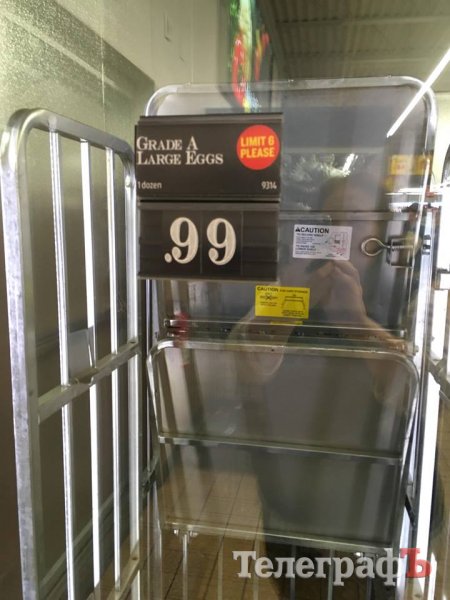 GRADE A
LARGE EGGS
LIMIT 6
PLEASE
1 dozen
9314
.99
CAUTION
CAUTION
ТелеграфЪ